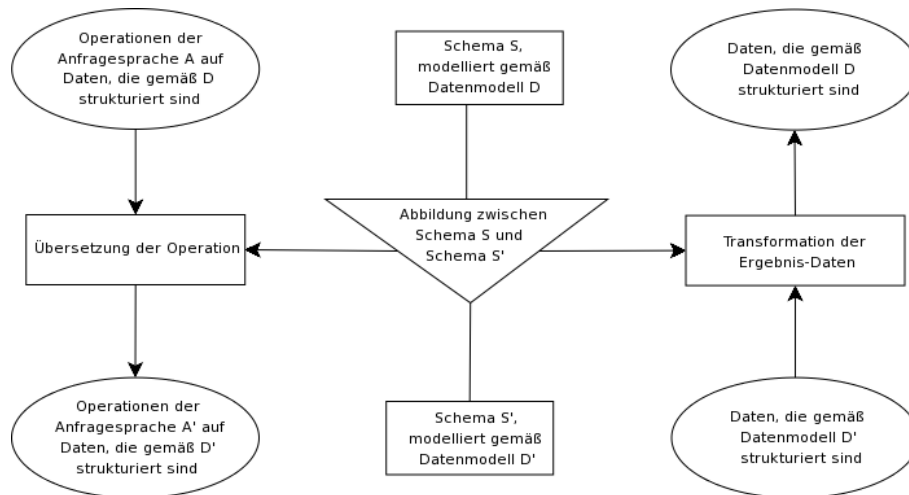 Operationen der
Anfragesprache A auf
Daten, die gemäß D
strukturiert sind
Schema S,
modelliert gemäß
Datenmodell D
Daten, die gemäß
Datenmodell D
strukturiert sind
Übersetzung der Operation
Abbildung zwischen
Schema S und
Schema S'
Transformation der
Ergebnis-Daten
Operationen der
Anfragesprache A' auf
Daten, die gemäß D'
strukturiert sind
Schema S',
modelliert gemäß
Datenmodell D'
Daten, die gemäß
Datenmodell D'
strukturiert sind